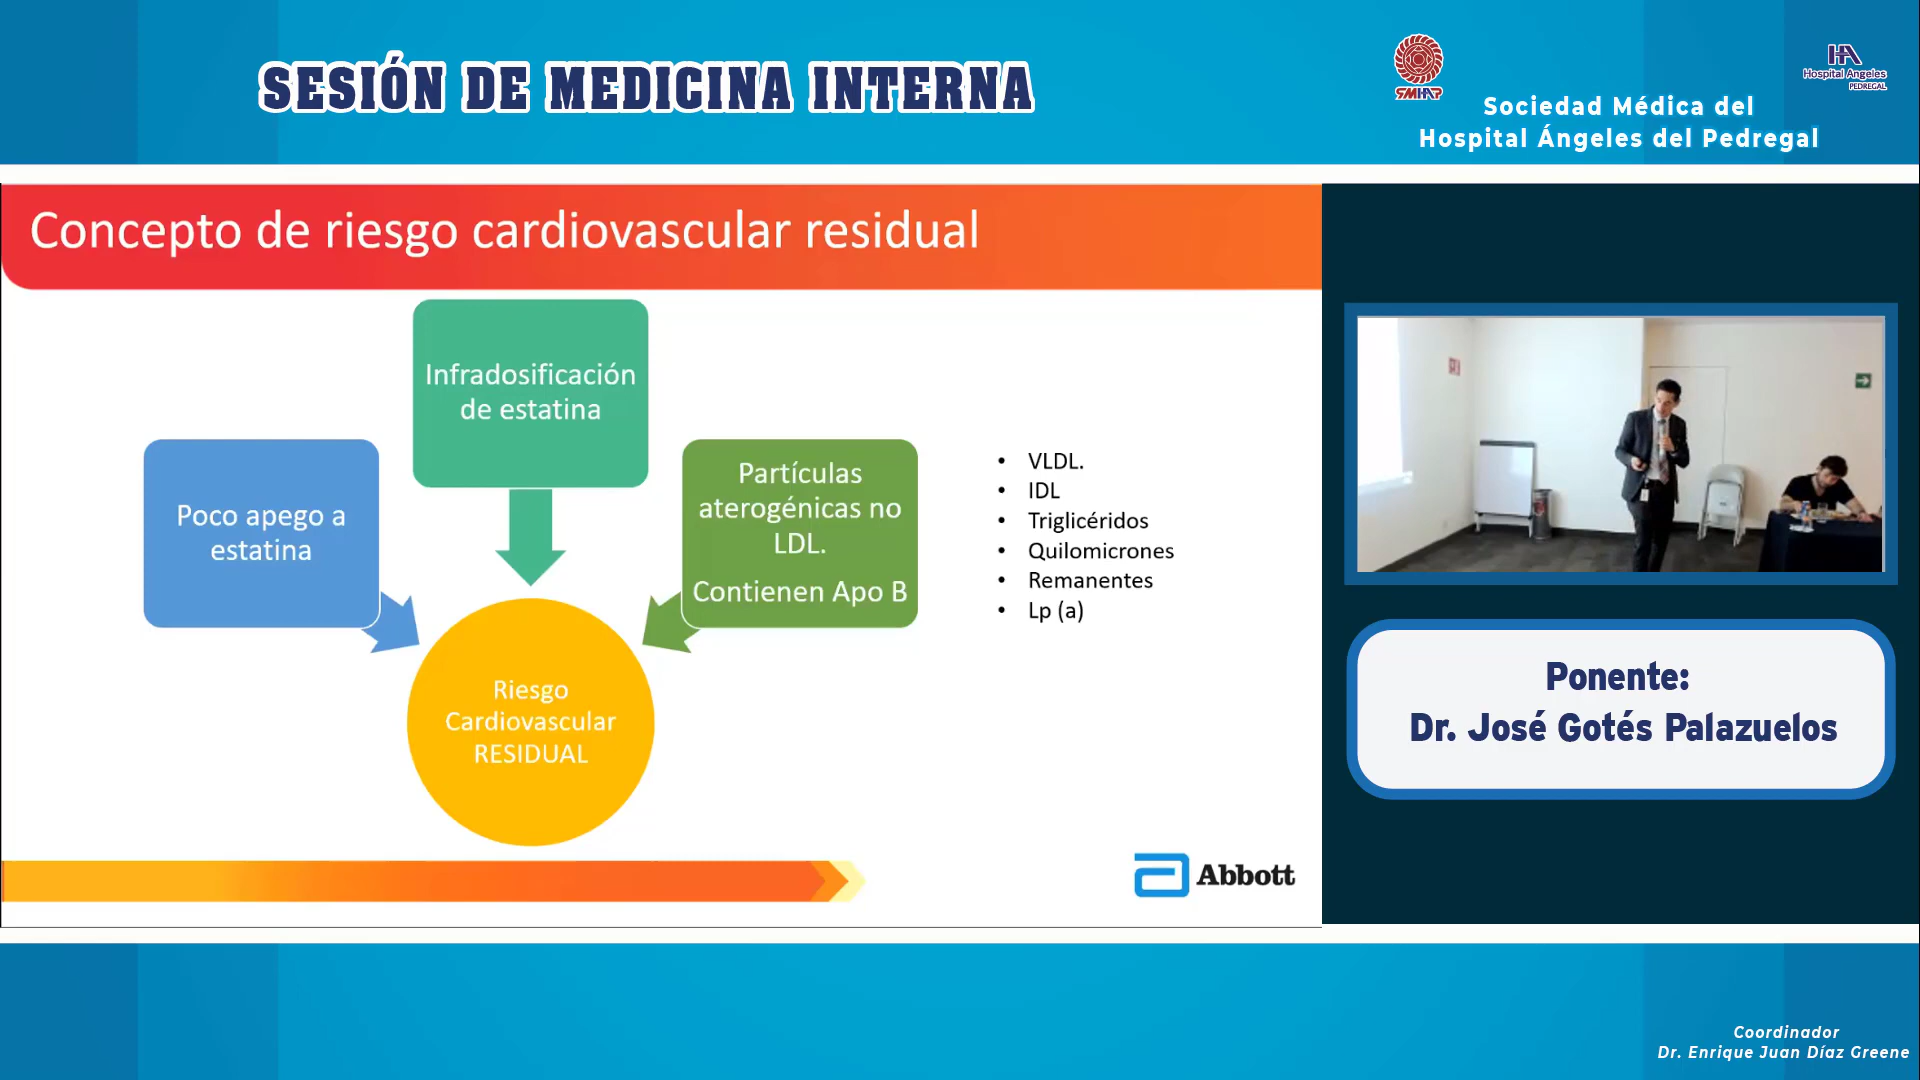 SESIÓN DE MEDICINA INTERNA
SMHAP
Hospital Angeles
PEDREGAL
Sociedad Médica del
Hospital Ángeles del Pedregal
Concepto de riesgo cardiovascular residual
Infradosificación
de estatina
Poco apego a
estatina
Partículas
aterogénicas no
LDL.
Contienen Apo B
• VLDL.
• IDL
• Triglicéridos
• Quilomicrones
• Remanentes
• Lp (a)
Riesgo
Cardiovascular
RESIDUAL
Abbott
Ponente:
Dr. José Gotés Palazuelos
Coordinador
Dr. Enrique Juan Díaz Greene